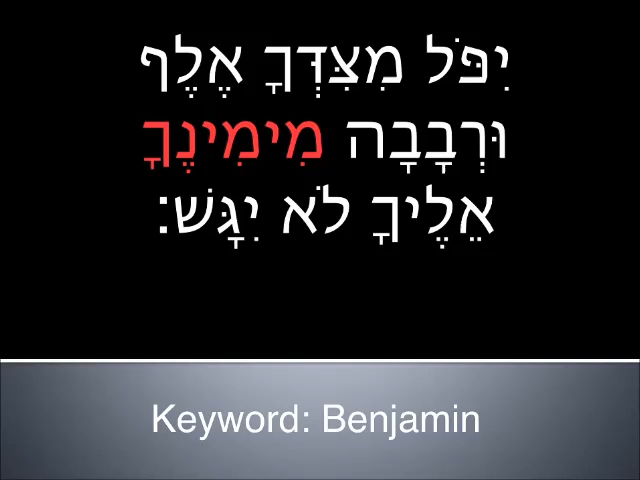 יִפֹּל מִצִּדְּךָ אֶלֶף
וּרְבָבָה מִימִינֶךָ
אֵלֶיךָ לֹא יִגָּשׁ׃
Keyword: Benjamin